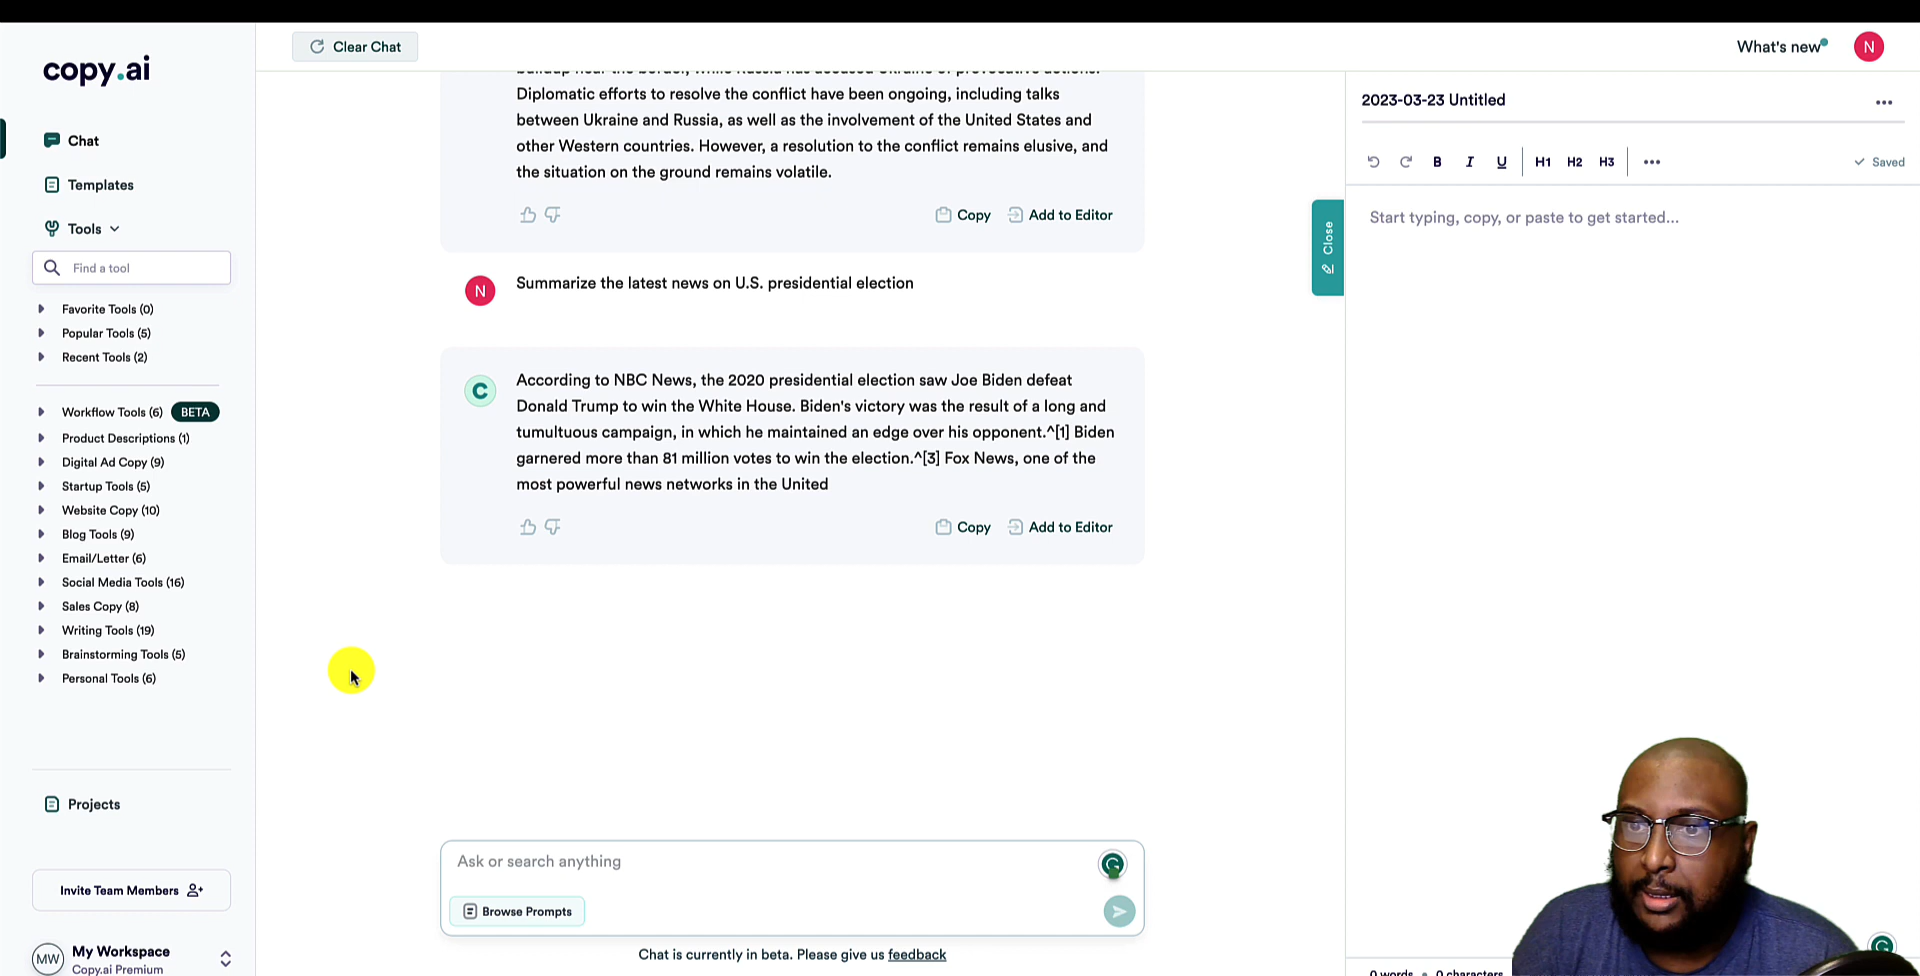 copy.ai
Clear Chat
What's new
N
Chat
Templates
Tools
Find a tool
Favorite Tools (0)
Popular Tools (5)
Recent Tools (2)
Workflow Tools (6) BETA
Product Descriptions (1)
Digital Ad Copy (9)
Startup Tools (5)
Website Copy (10)
Blog Tools (9)
Email/Letter (6)
Social Media Tools (16)
Sales Copy (8)
Writing Tools (19)
Brainstorming Tools (5)
Personal Tools (6)
Projects
Invite Team Members
MW
My Workspace
Copy.ai Premium
Diplomatic efforts to resolve the conflict have been ongoing, including talks
between Ukraine and Russia, as well as the involvement of the United States and
other Western countries. However, a resolution to the conflict remains elusive, and
the situation on the ground remains volatile.
Copy
Add to Editor
N
Summarize the latest news on U.S. presidential election
C
According to NBC News, the 2020 presidential election saw Joe Biden defeat
Donald Trump to win the White House. Biden's victory was the result of a long and
tumultuous campaign, in which he maintained an edge over his opponent.^[1] Biden
garnered more than 81 million votes to win the election.^[3] Fox News, one of the
most powerful news networks in the United
Copy
Add to Editor
Ask or search anything
Browse Prompts
Chat is currently in beta. Please give us feedback
Close
2023-03-23 Untitled
B I U H1 H2 H3
Saved
Start typing, copy, or paste to get started...
0 words • 0 characters